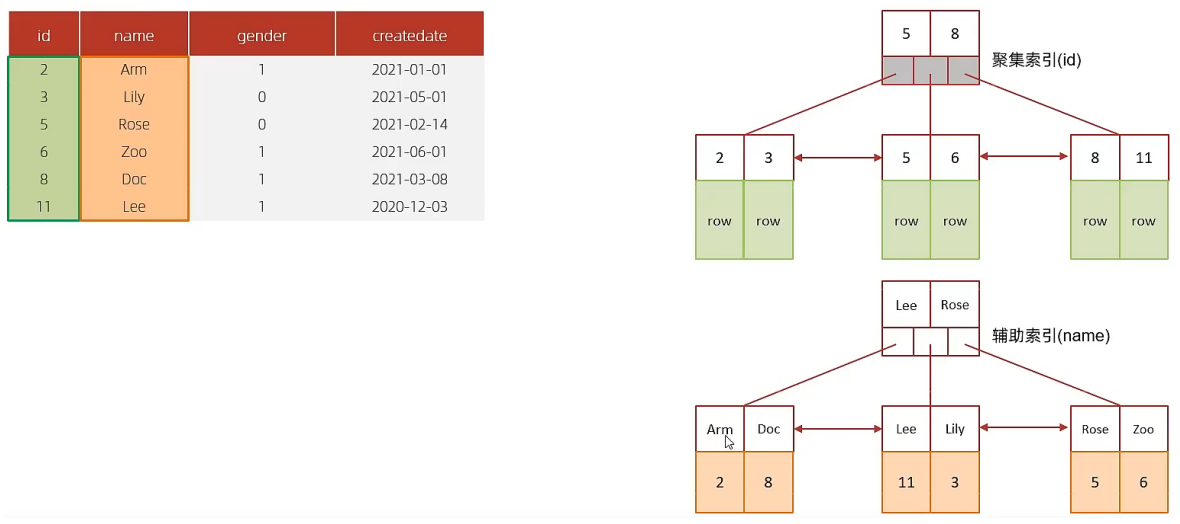 id name gender createdate
2 Arm 1 2021-01-01
3 Lily 0 2021-05-01
5 Rose 0 2021-02-14
6 Zoo 1 2021-06-01
8 Doc 1 2021-03-08
11 Lee 1 2020-12-03
5 8
聚集索引(id)
2 3 5 6 8 11
row row row row row row
Lee Rose
辅助索引(name)
Arm Doc Lee Lily Rose Zoo
2 8 11 3 5 6